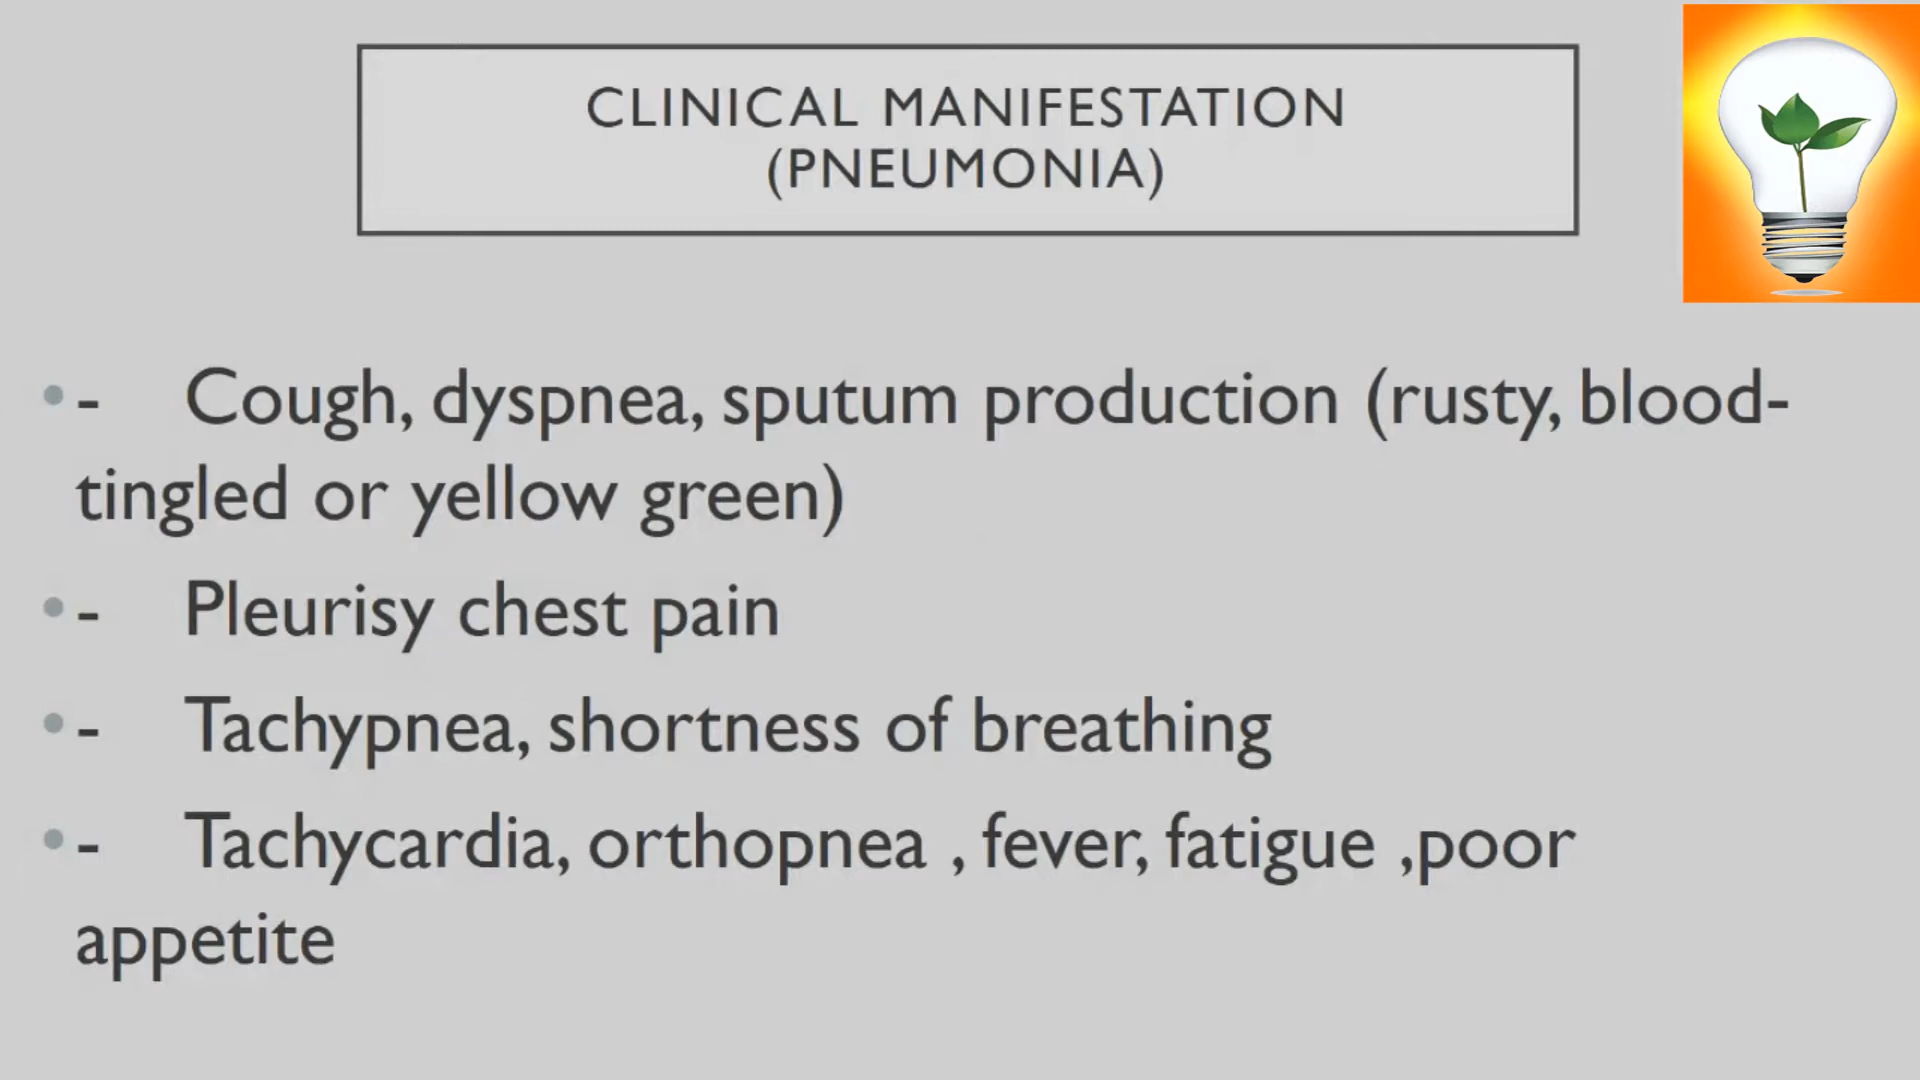 CLINICAL MANIFESTATION
(PNEUMONIA)
• - Cough, dyspnea, sputum production (rusty, blood-
tingled or yellow green)
• - Pleurisy chest pain
• - Tachypnea, shortness of breathing
• - Tachycardia, orthopnea , fever, fatigue ,poor
appetite